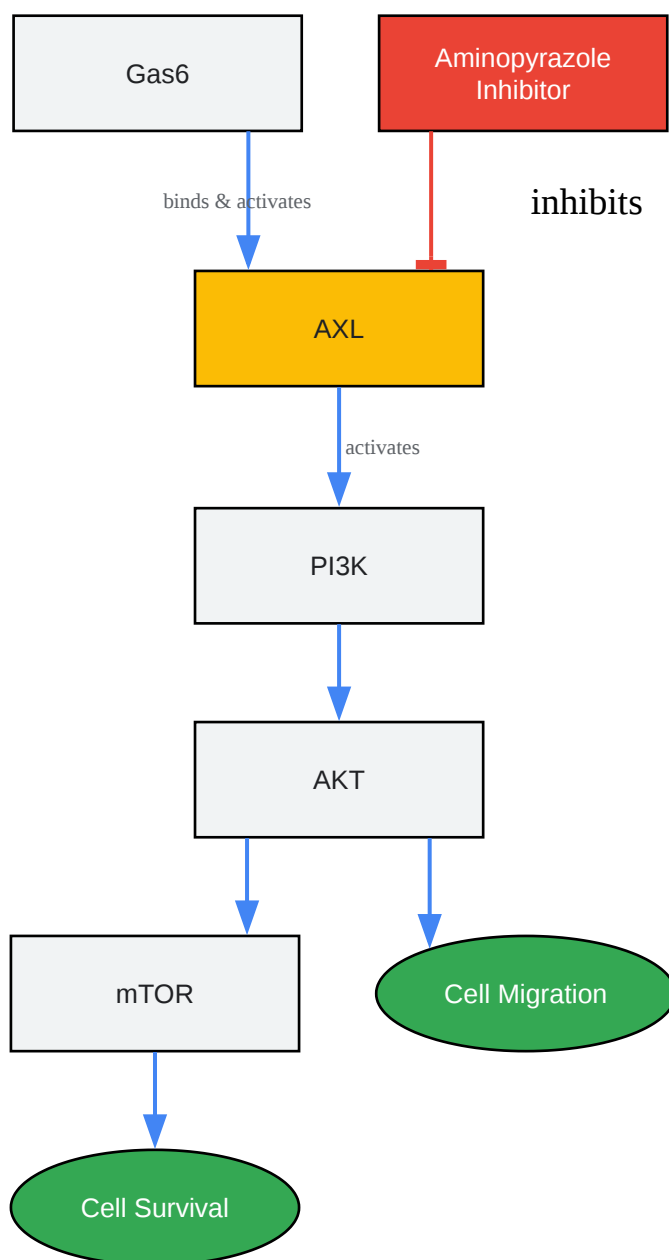 Gas6
Aminopyrazole
Inhibitor
binds & activates
inhibits
AXL
activates
PI3K
AKT
mTOR
Cell Migration
Cell Survival